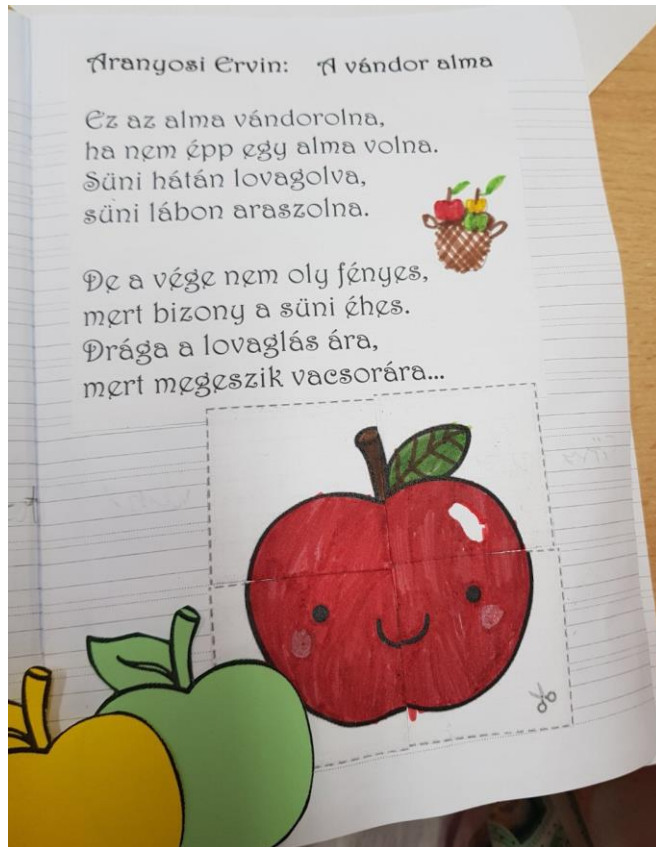 Aranyosi Ervin: A vándor alma
Ez az alma vándorolna,
ha nem épp egy alma volna.
Süni hátán lovagolva,
süni lábon araszolna.
De a vége nem oly fényes,
mert bizony a süni éhes.
Drága a lovaglás ára,
mert megeszik vacsorára...